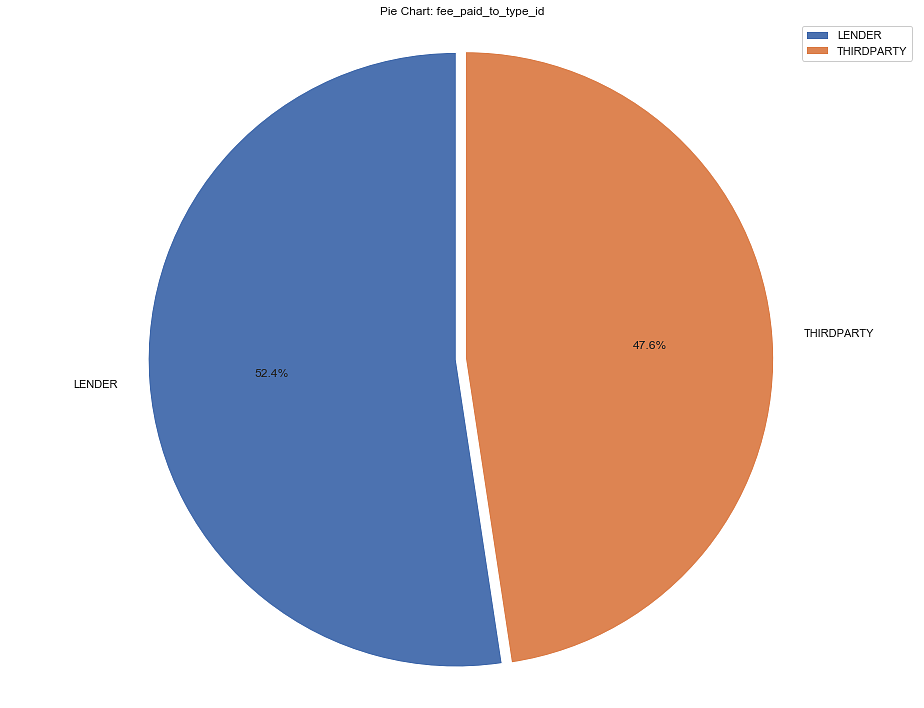 Pie Chart: fee_paid_to_type_id
LENDER
THIRDPARTY
THIRDPARTY
47.6%
52.4%
LENDER